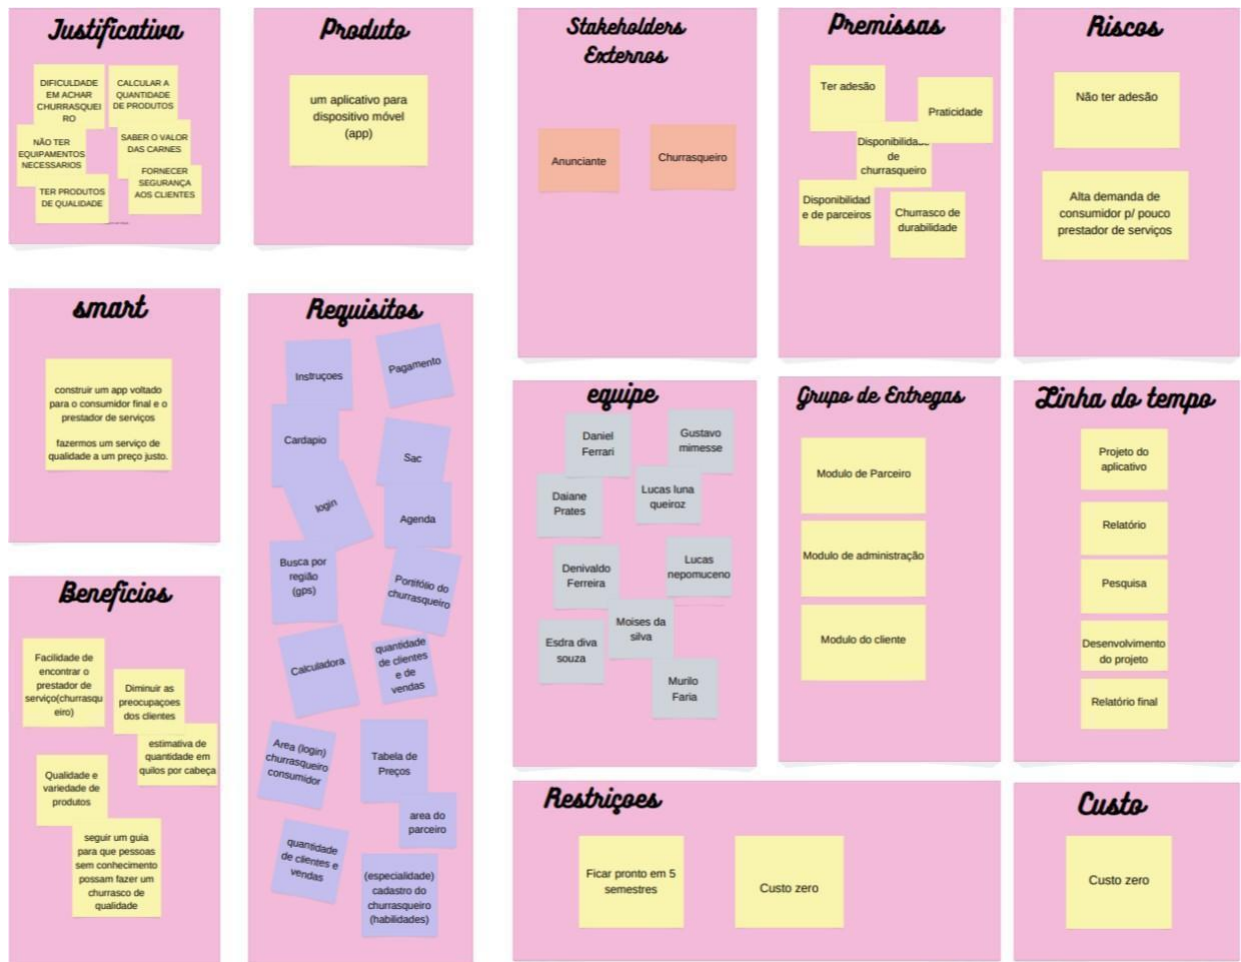 Justificativa
DIFICULDADE
EM ACHAR
CHURRASQUEI
RO
CALCULAR A
QUANTIDADE
DE PRODUTOS
NÃO TER
EQUIPAMENTOS
NECESSARIOS
SABER O VALOR
DAS CARNES
TER PRODUTOS
DE QUALIDADE
FORNECER
SEGURANÇA
AOS CLIENTES
Produto
um aplicativo para
dispositivo móvel
(app)
Stakeholders
Externos
Anunciante
Churrasqueiro
Premissas
Ter adesão
Praticidade
Disponibilidade
de
churrasqueiro
Disponibilidad
e de parceiros
Churrasco de
durabilidade
Riscos
Não ter adesão
Alta demanda de
consumidor p/ pouco
prestador de serviços
smart
construir um app voltado
para o consumidor final e o
prestador de serviços
fazermos um serviço de
qualidade a um preço justo.
Requisitos
Instruçoes
Pagamento
Cardapio
Sac
login
Agenda
Busca por
região
(gps)
Portifólio do
churrasqueiro
Calculadora
quantidade
de clientes
e de
vendas
Area (login)
churrasqueiro
consumidor
Tabela de
Preços
area do
parceiro
quantidade
de clientes e
vendas
(especialidade)
cadastro do
churrasqueiro
(habilidades)
equipe
Daniel
Ferrari
Gustavo
mimesse
Daiane
Prates
Lucas luna
queiroz
Denivaldo
Ferreira
Lucas
nepomuceno
Esdra diva
souza
Moises da
silva
Murilo
Faria
Grupo de Entregas
Modulo de Parceiro
Modulo de administração
Modulo do cliente
Linha do tempo
Projeto do
aplicativo
Relatório
Pesquisa
Desenvolvimento
do projeto
Relatório final
Beneficios
Facilidade de
encontrar o
prestador de
serviço(churrasqu
eiro)
Diminuir as
preocupaçoes
dos clientes
estimativa de
quantidade em
quilos por cabeça
Qualidade e
variedade de
produtos
seguir um guia
para que pessoas
sem conhecimento
possam fazer um
churrasco de
qualidade
Restriçoes
Ficar pronto em 5
semestres
Custo zero
Custo
Custo zero